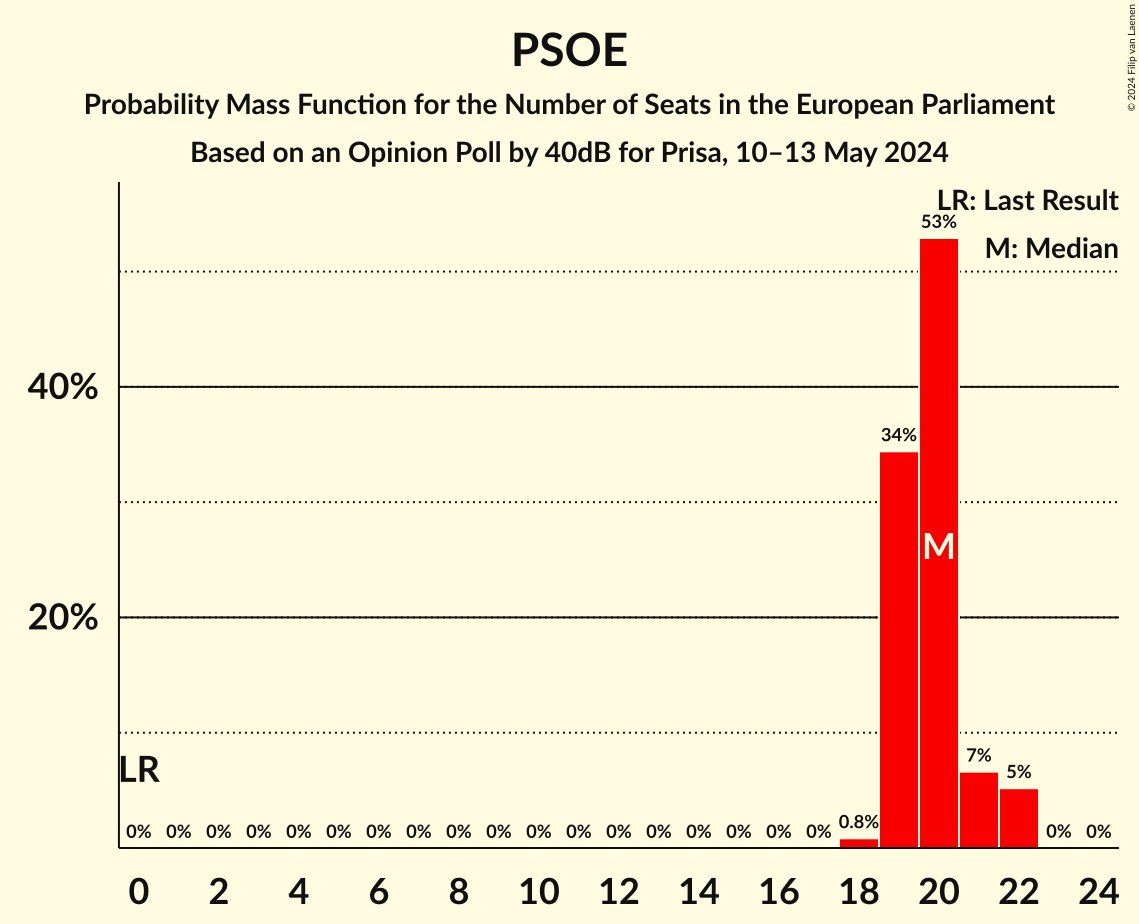 PSOE
Probability Mass Function for the Number of Seats in the European Parliament
Based on an Opinion Poll by 40dB for Prisa, 10–13 May 2024
© 2024 Filip van Laenen
LR: Last Result
M: Median
53%
40%
34%
M
20%
LR
7%
5%
0% 0% 0% 0% 0% 0% 0% 0% 0% 0% 0% 0% 0% 0% 0% 0% 0% 0% 0.8% 0% 0%
0 2 4 6 8 10 12 14 16 18 20 22 24